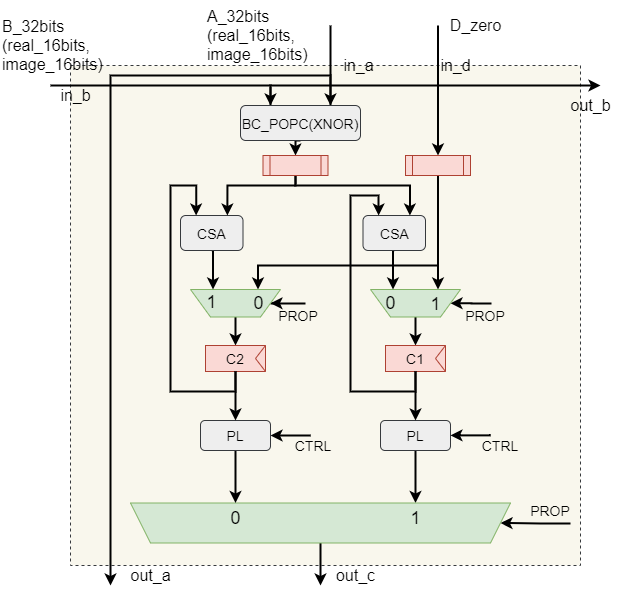 B_32bits
(real_16bits,
image_16bits)
A_32bits
(real_16bits,
image_16bits)
D_zero
in_a
in_d
in_b
out_b
BC_POPC(XNOR)
CSA
CSA
1 0
PROP
0 1
PROP
C2
C1
PL
CTRL
PL
CTRL
0 1
PROP
out_a
out_c